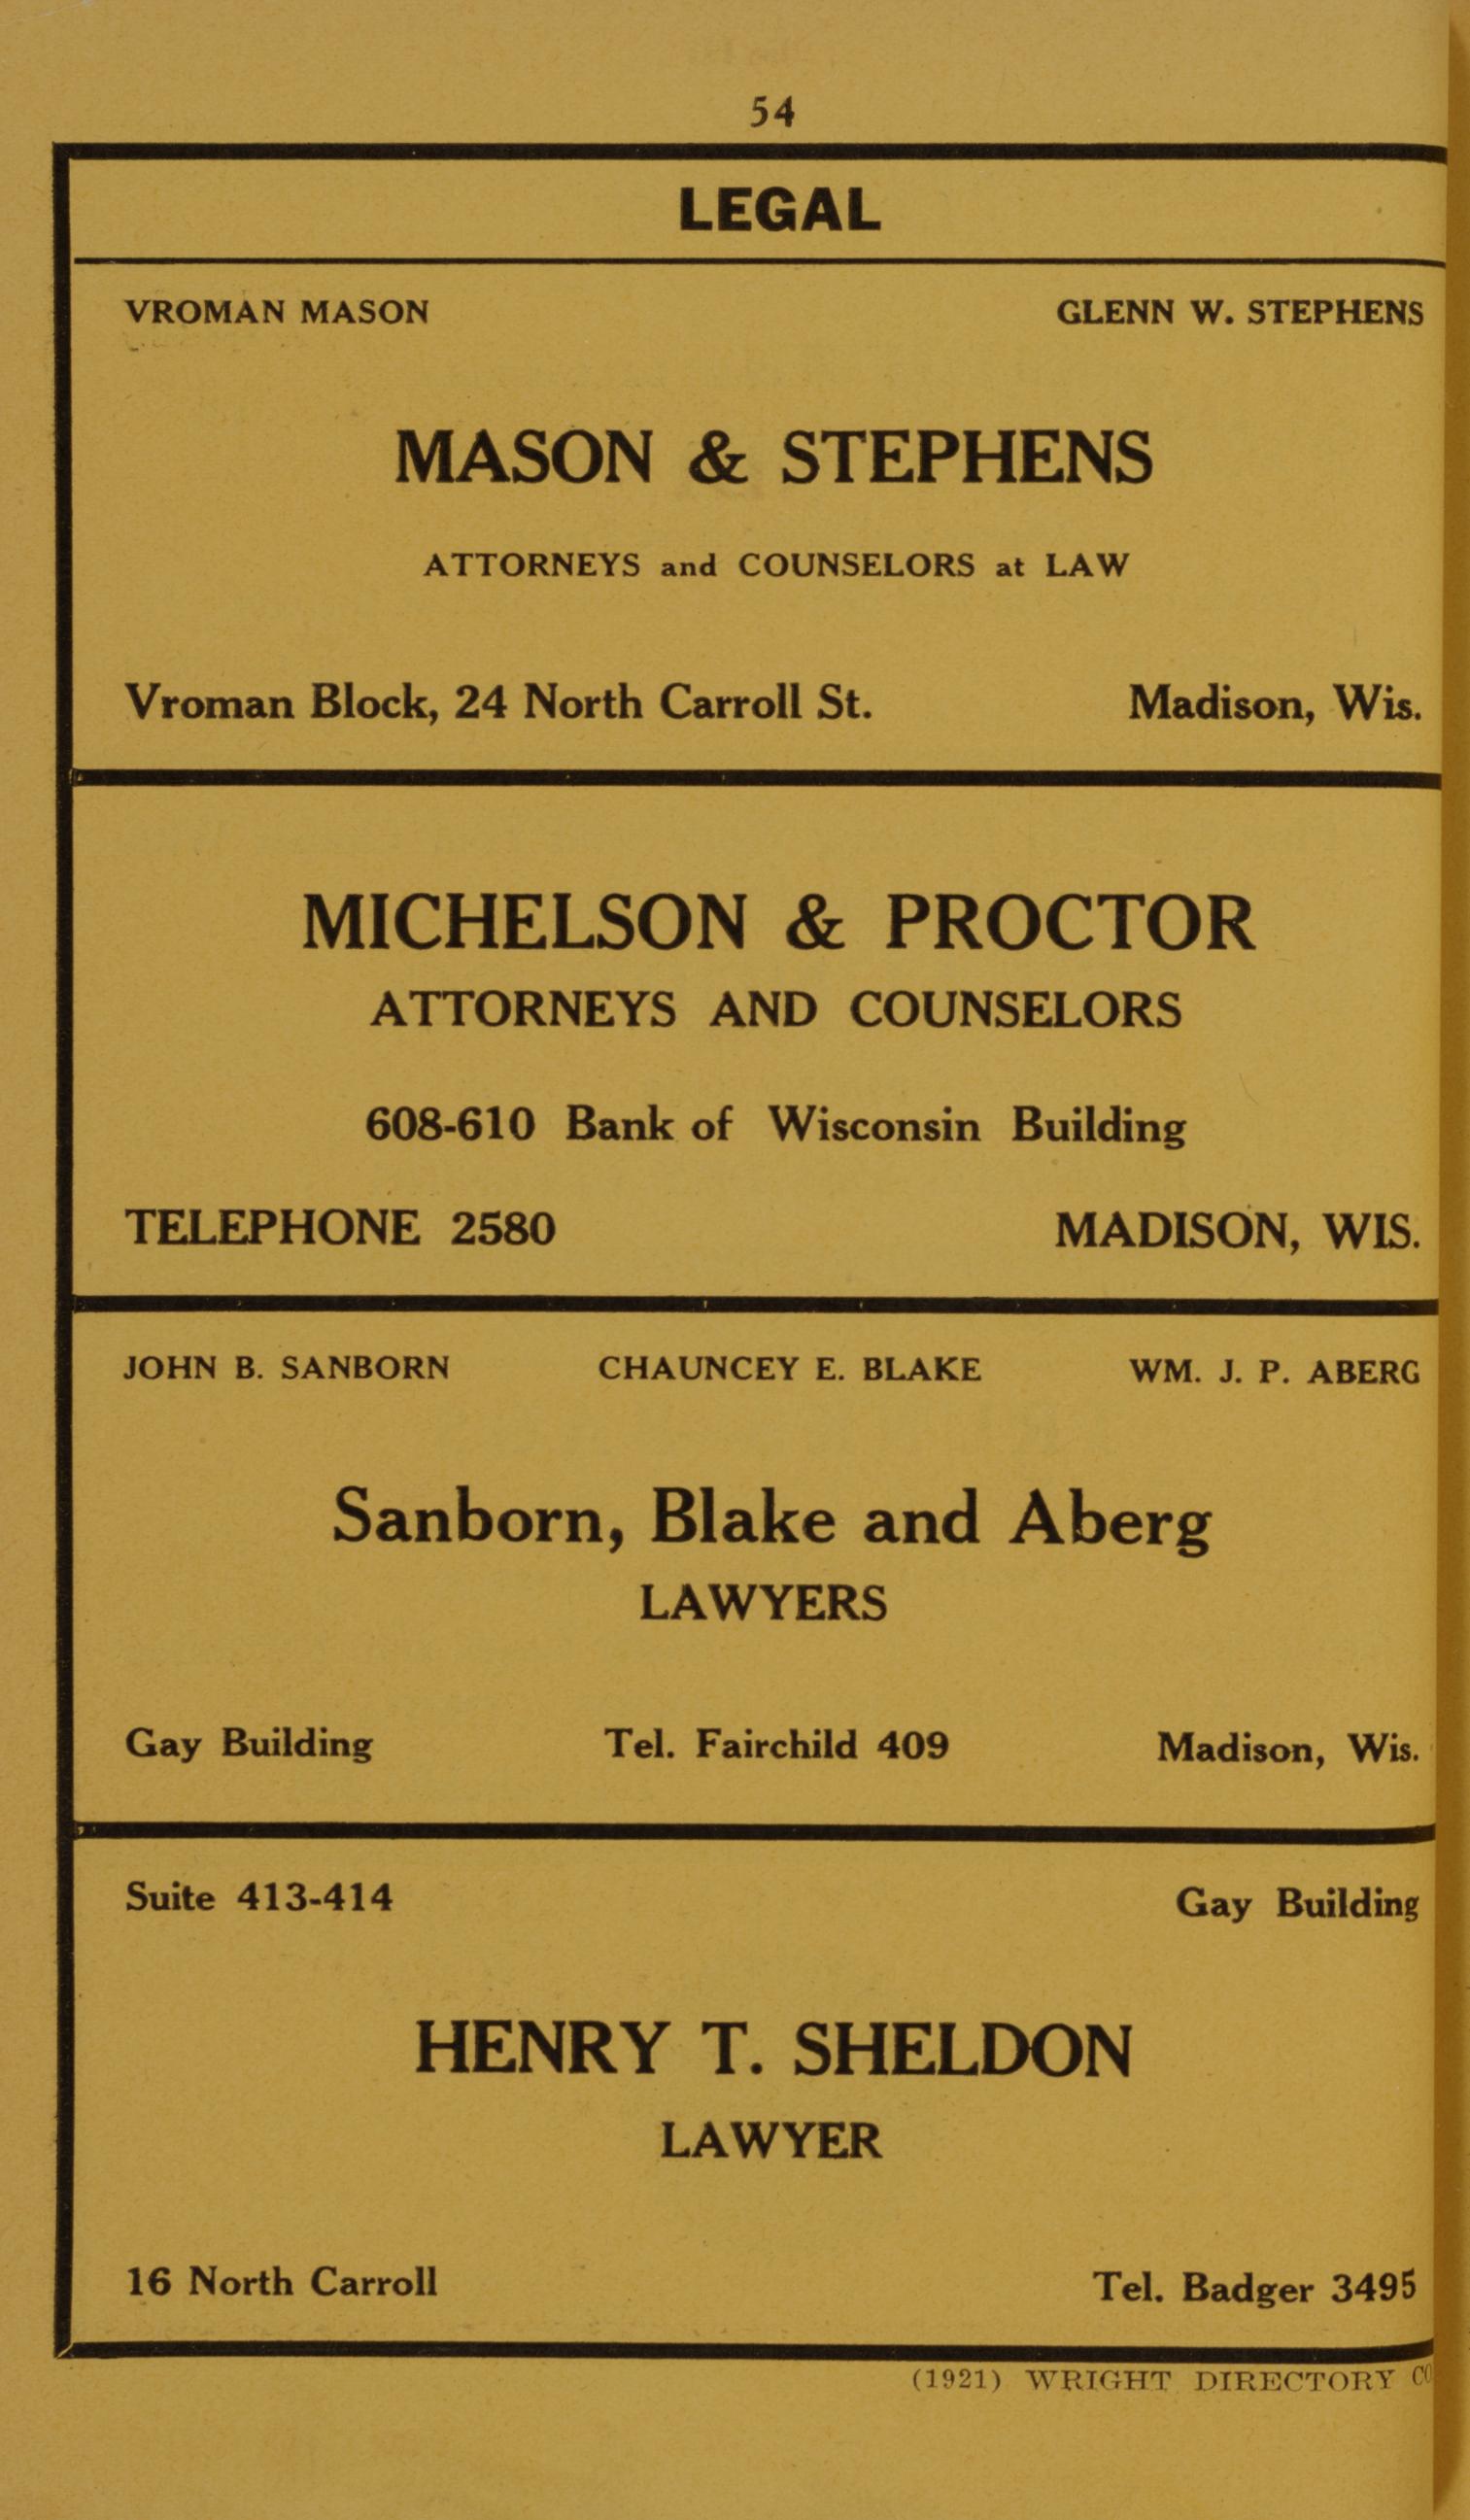 54
LEGAL
VROMAN MASON GLENN W. STEPHENS
MASON & STEPHENS
ATTORNEYS and COUNSELORS at LAW
Vroman Block, 24 North Carroll St. Madison, Wis.
MICHELSON & PROCTOR
ATTORNEYS AND COUNSELORS
608-610 Bank of Wisconsin Building
TELEPHONE 2580 MADISON, WIS.
JOHN B. SANBORN CHAUNCEY E. BLAKE WM. J. P. ABERG
Sanborn, Blake and Aberg
LAWYERS
Gay Building Tel. Fairchild 409 Madison, Wis.
Suite 413-414 Gay Building
HENRY T. SHELDON
LAWYER
16 North Carroll Tel. Badger 3495
(1921) WRIGHT DIRECTORY CO